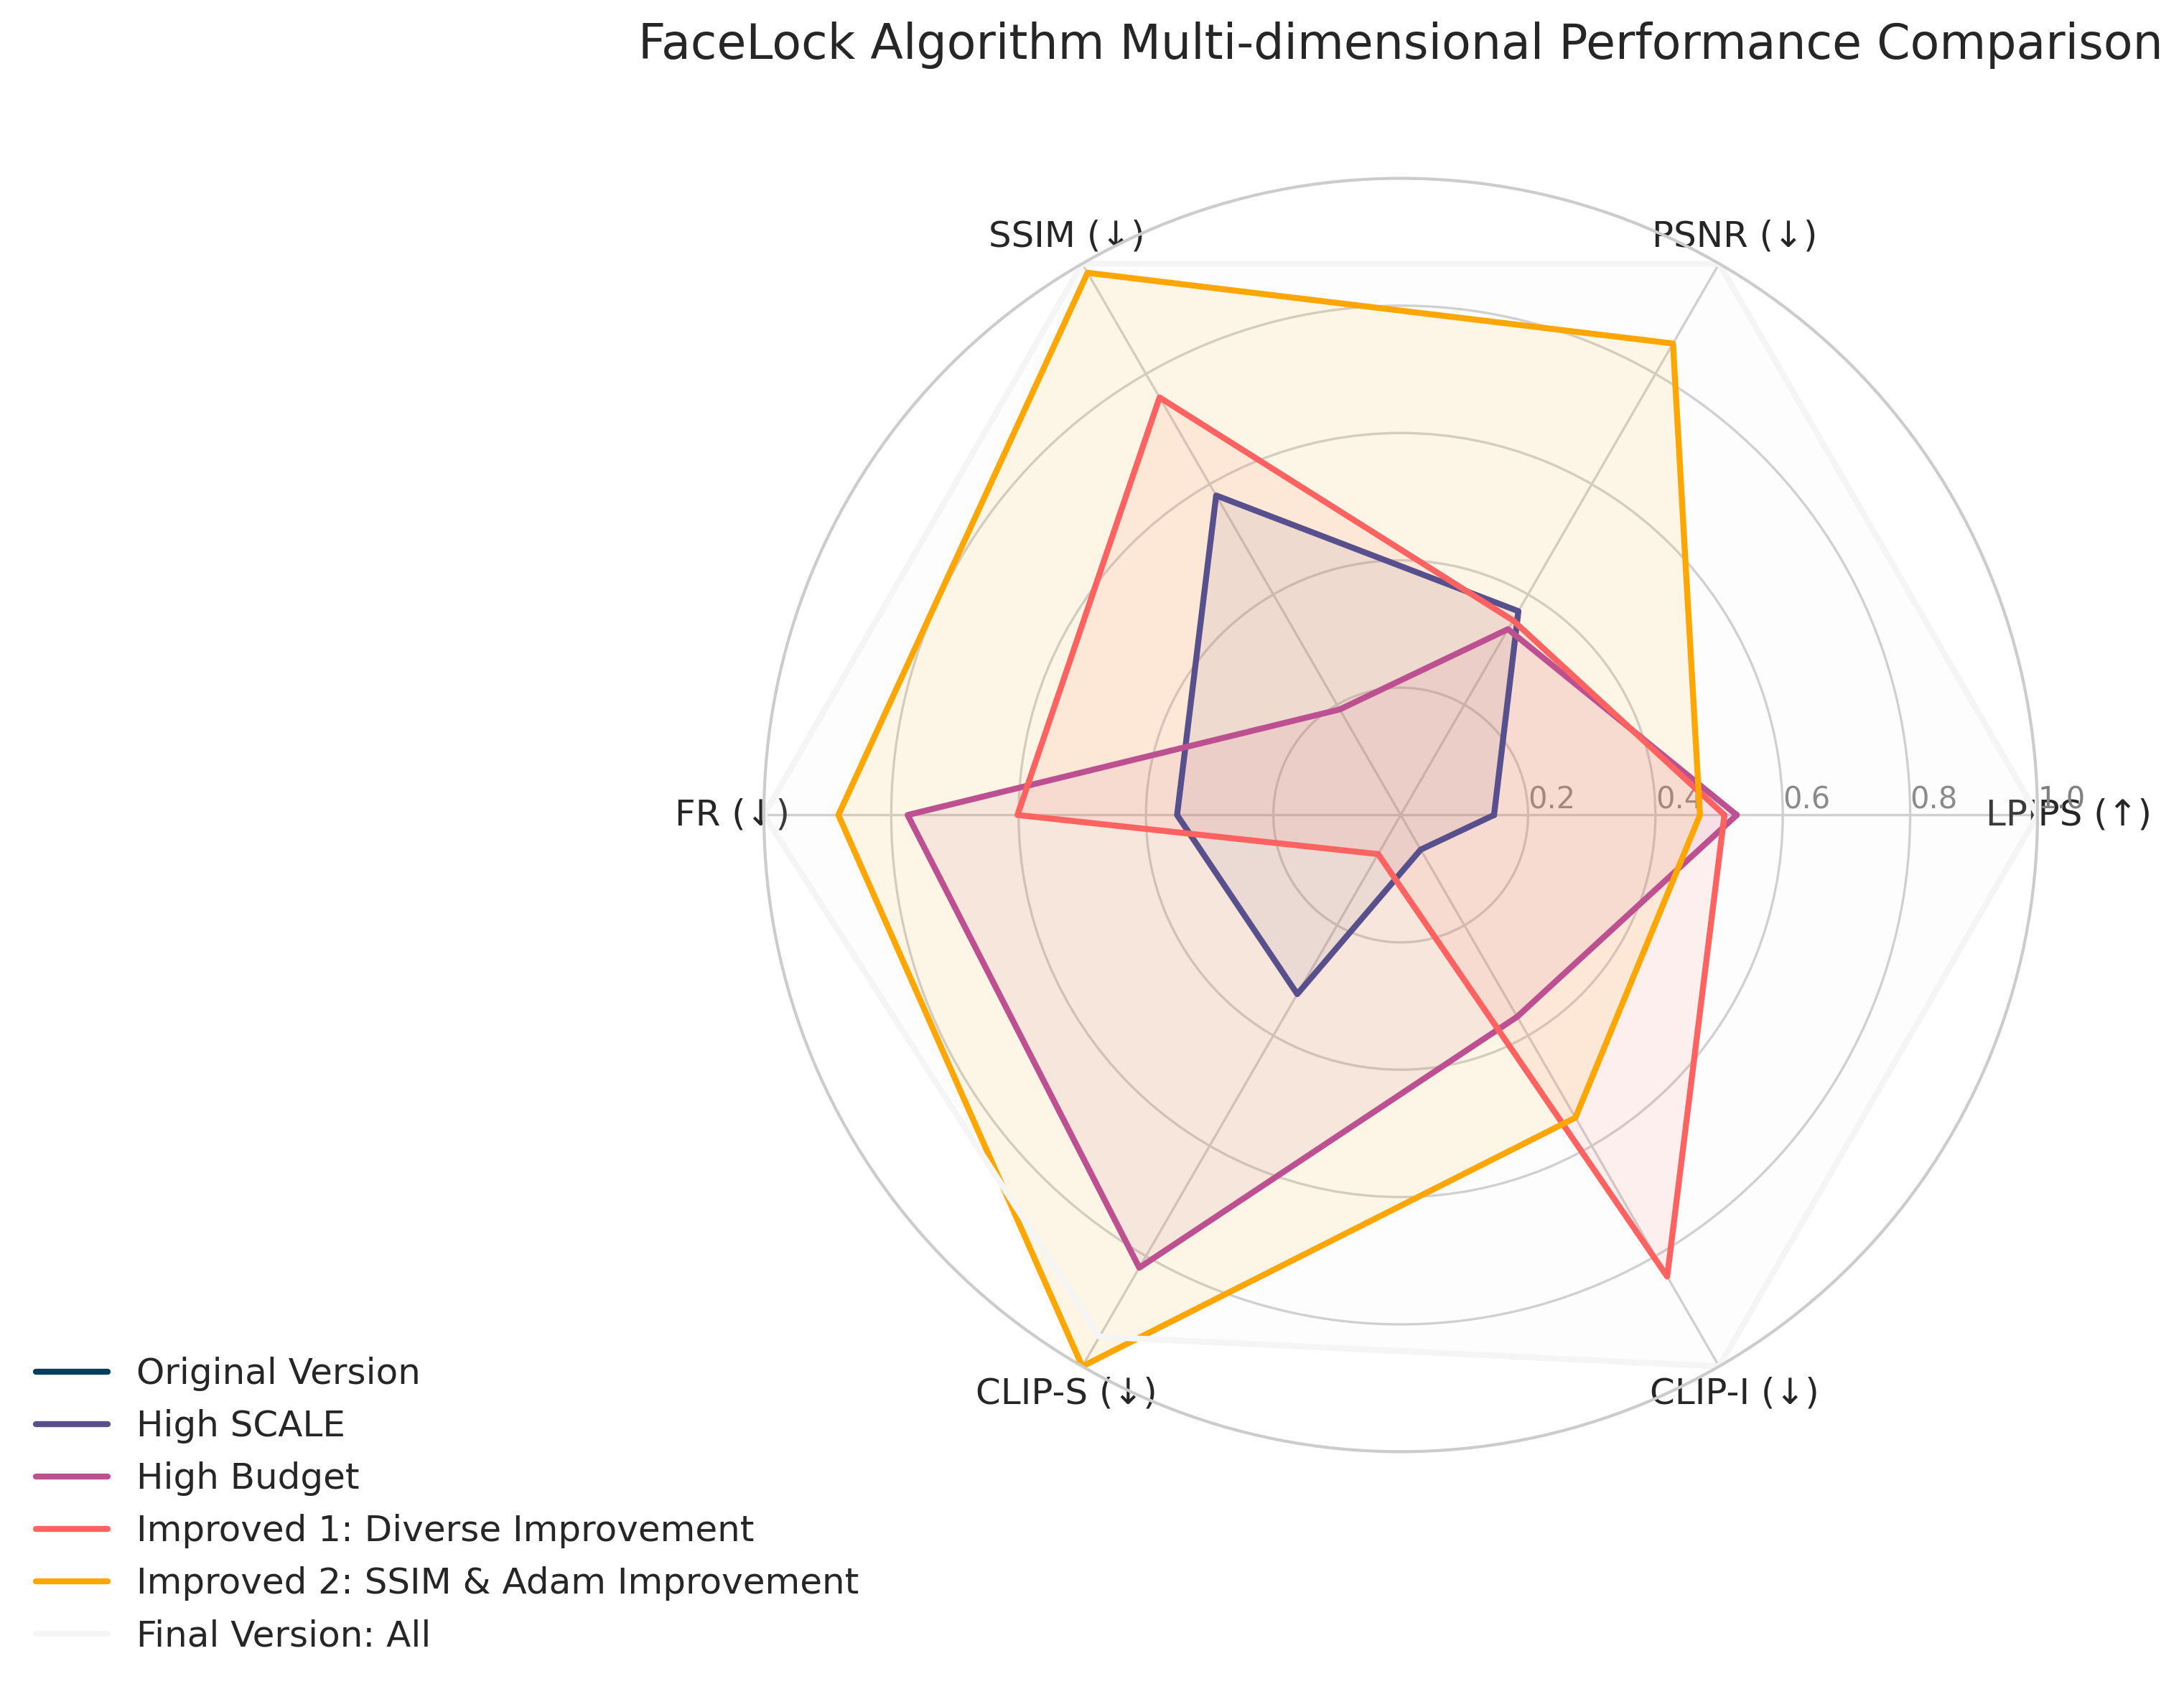 FaceLock Algorithm Multi-dimensional Performance Comparison
SSIM (↓)
PSNR (↓)
FR (↓)
0.2
0.4
0.6
0.8
1.0
LPIPS (↑)
CLIP-S (↓)
CLIP-I (↓)
Original Version
High SCALE
High Budget
Improved 1: Diverse Improvement
Improved 2: SSIM & Adam Improvement
Final Version: All